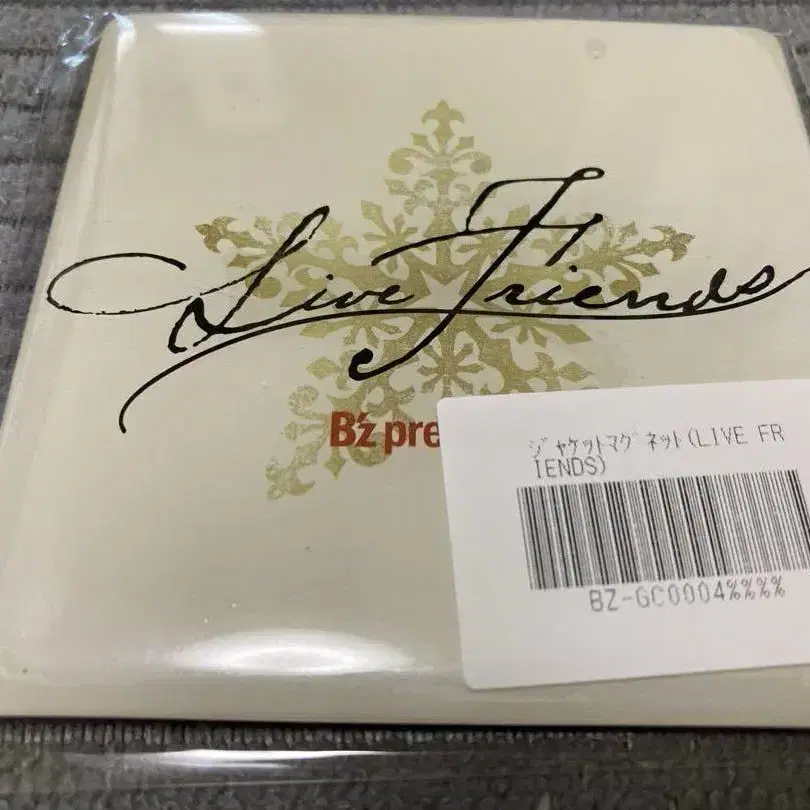 Live Friends
B'z pre
ｼﾞｬｹｯﾄﾏｸﾞﾈｯﾄ(LIVE FR
IENDS)
BZ-GC0004%%%%